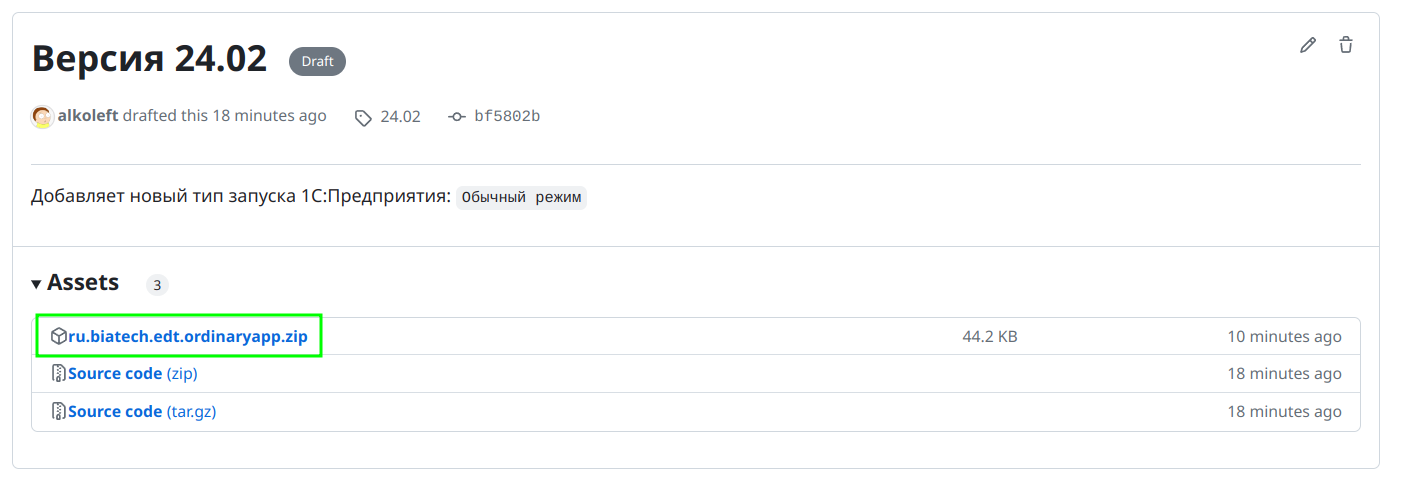 Версия 24.02 Draft
alkoleft drafted this 18 minutes ago 24.02 bf5802b
Добавляет новый тип запуска 1С:Предприятия: Обычный режим
Assets 3
ru.biatech.edt.ordinaryapp.zip 44.2 KB 10 minutes ago
Source code (zip) 18 minutes ago
Source code (tar.gz) 18 minutes ago